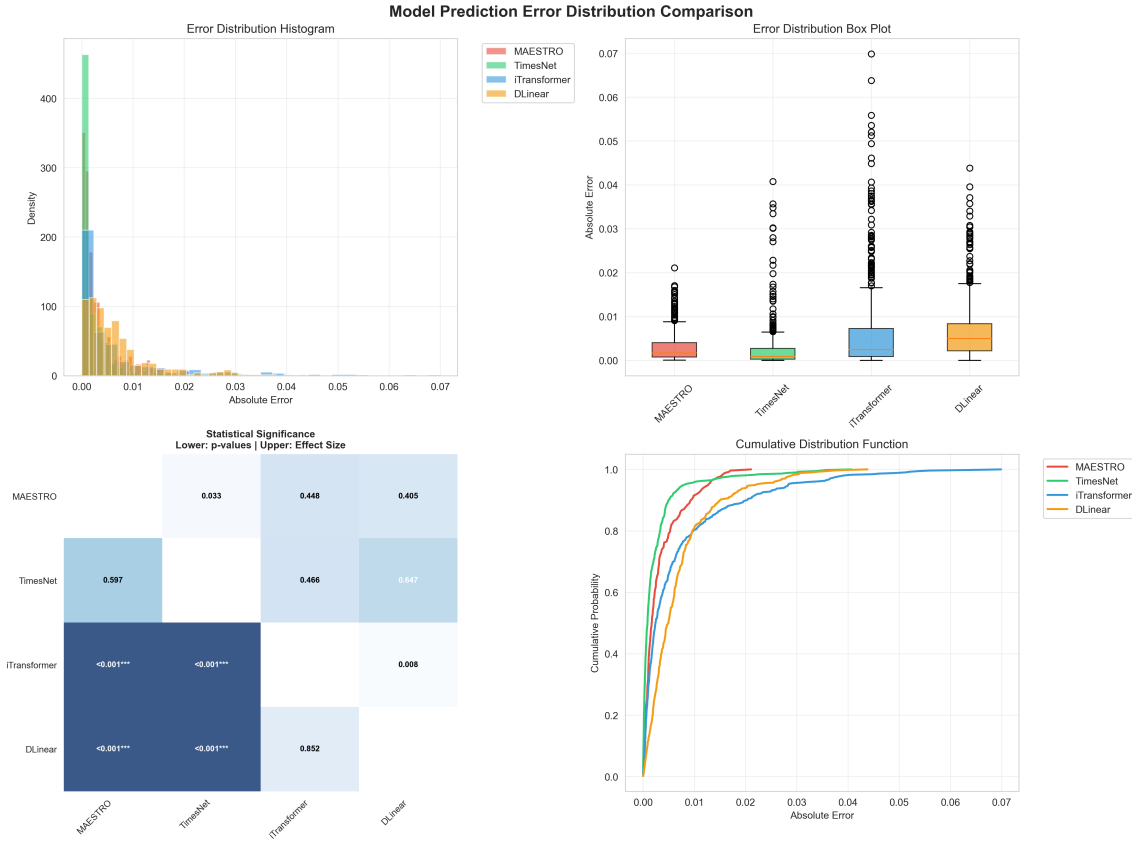 Model Prediction Error Distribution Comparison
Error Distribution Histogram
MAESTRO
TimesNet
iTransformer
DLinear
Density
400
300
200
100
0
0.00 0.01 0.02 0.03 0.04 0.05 0.06 0.07
Absolute Error
Error Distribution Box Plot
Absolute Error
0.07
0.06
0.05
0.04
0.03
0.02
0.01
0.00
MAESTRO TimesNet iTransformer DLinear
Statistical Significance
Lower: p-values | Upper: Effect Size
MAESTRO 0.033 0.448 0.405
TimesNet 0.597 0.466 0.647
iTransformer <0.001*** <0.001*** 0.008
DLinear <0.001*** <0.001*** 0.852
MAESTRO TimesNet iTransformer DLinear
Cumulative Distribution Function
MAESTRO
TimesNet
iTransformer
DLinear
Cumulative Probability
1.0
0.8
0.6
0.4
0.2
0.0
0.00 0.01 0.02 0.03 0.04 0.05 0.06 0.07
Absolute Error